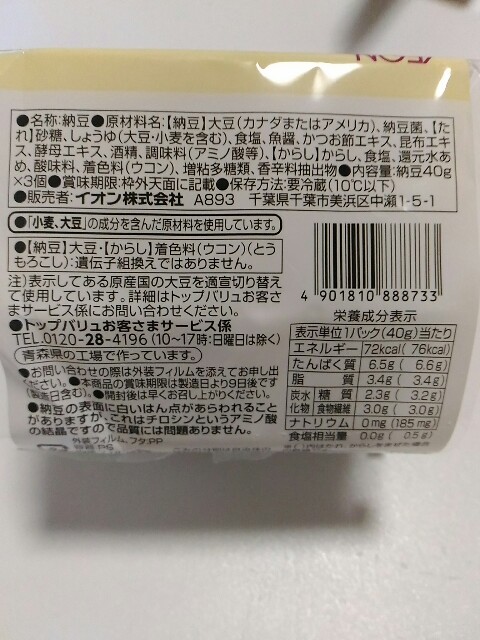 AEON
●名称:納豆●原材料名:【納豆】大豆(カナダまたはアメリカ)、納豆菌、【た
れ】砂糖、しょうゆ(大豆・小麦を含む)、食塩、魚醤、かつお節エキス、昆布エキ
ス、酵母エキス、酒精、調味料(アミノ酸等)、【からし】からし、食塩、還元水あ
め、酸味料、着色料(ウコン)、増粘多糖類、香辛料抽出物●内容量:納豆40g
×3個●賞味期限:枠外天面に記載●保存方法:要冷蔵(10℃以下)
●販売者:イオン株式会社 A893 千葉県千葉市美浜区中瀬1-5-1
●「小麦、大豆」の成分を含んだ原材料を使用しています。
●【納豆】大豆・【からし】着色料(ウコン)(とう
もろこし):遺伝子組換えではありません。
注)表示してある原産国の大豆を適宜切り替え
て使用しています。詳細はトップバリュお客さ
まサービス係にお問い合わせください。
●トップバリュお客さまサービス係
TEL.0120-28-4196(10~17時:日曜日は除く)
青森県の工場で作っています。
●お問い合わせの際は外装フィルムを添えてお申し出
ください。●本商品の賞味期限は製造日より9日後です
(製造日含む)。●開封後は早くお召し上がりください。
●納豆の表面に白いはん点があらわれること
がありますが、これはチロシンというアミノ酸
の結晶ですので品質には問題ありません。
外装フィルム、フタ:PP
4 901810 888733
栄養成分表示
表示単位1パック(40g)当たり
エネルギー 72kcal( 76kcal)
たんぱく質 6.5g( 6.6g)
脂質 3.4g( 3.4g)
炭水化物 糖質 2.3g( 3.2g)
食物繊維 3.0g( 3.0g)
ナトリウム 0mg(185mg)
食塩相当量 0.0g( 0.5g)